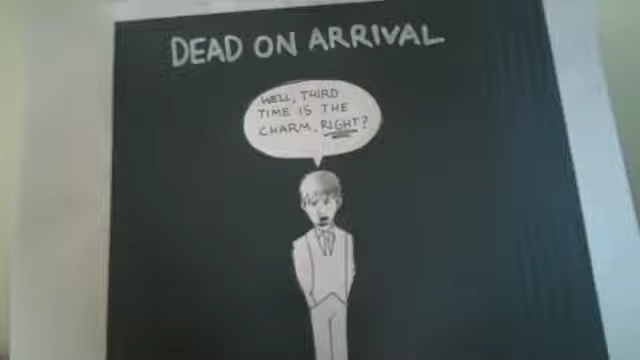 DEAD ON ARRIVAL
WELL, THIRD
TIME IS THE
CHARM, RIGHT?